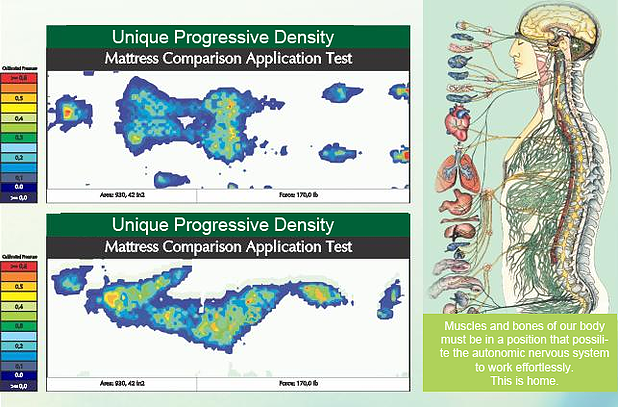 Unique Progressive Density
Mattress Comparison Application Test
Calibrated Pressure
>= 0,6
0,5
0,4
0,3
0,2
0,1
0.0
>= 0,0
Area: 930, 42 in2
Force: 170,0 lb
Unique Progressive Density
Mattress Comparison Application Test
Calibrated Pressure
>= 0,6
0,5
0,4
0,3
0,2
0,1
0.0
>= 0,0
Area: 930, 42 in2
Force: 170,0 lb
Muscles and bones of our body
must be in a position that possili-
te the autonomic nervous system
to work effortlessly.
This is home.